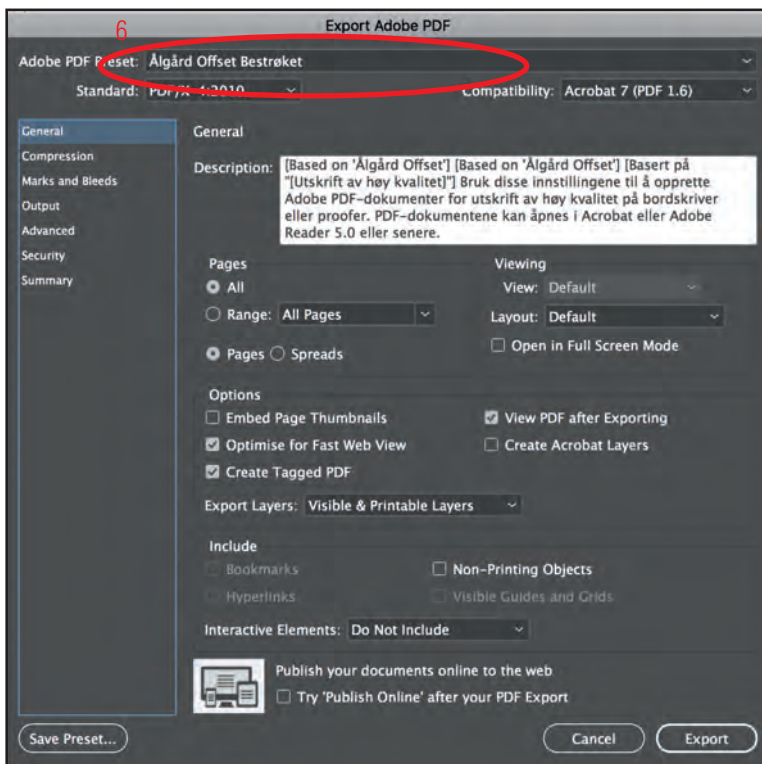 6
Export Adobe PDF
Adobe PDF Preset: Ålgård Offset Bestrøket
Standard: PDF/X-4:2010
Compatibility: Acrobat 7 (PDF 1.6)
General
Compression
Marks and Bleeds
Output
Advanced
Security
Summary
General
Description: [Based on 'Ålgård Offset'] [Based on 'Ålgård Offset'] [Basert på
"[Utskrift av høy kvalitet]"] Bruk disse innstillingene til å opprette
Adobe PDF-dokumenter for utskrift av høy kvalitet på bordskriver
eller proofer. PDF-dokumentene kan åpnes i Acrobat eller Adobe
Reader 5.0 eller senere.
Pages
All
Range: All Pages
Pages Spreads
Viewing
View: Default
Layout: Default
Open in Full Screen Mode
Options
Embed Page Thumbnails
Optimise for Fast Web View
Create Tagged PDF
View PDF after Exporting
Create Acrobat Layers
Export Layers: Visible & Printable Layers
Include
Bookmarks
Hyperlinks
Non-Printing Objects
Visible Guides and Grids
Interactive Elements: Do Not Include
Publish your documents online to the web
Try 'Publish Online' after your PDF Export
Save Preset...
Cancel
Export